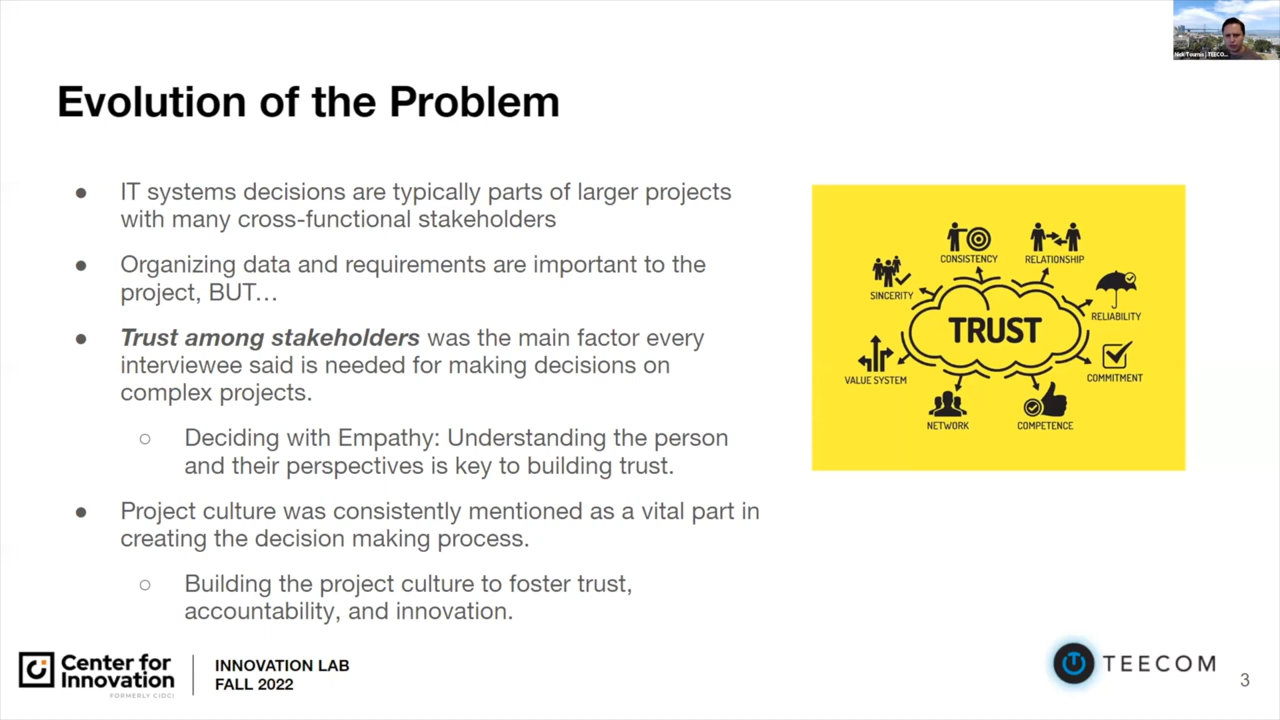 Evolution of the Problem
● IT systems decisions are typically parts of larger projects
with many cross-functional stakeholders
● Organizing data and requirements are important to the
project, BUT…
● Trust among stakeholders was the main factor every
interviewee said is needed for making decisions on
complex projects.
○ Deciding with Empathy: Understanding the person
and their perspectives is key to building trust.
● Project culture was consistently mentioned as a vital part in
creating the decision making process.
○ Building the project culture to foster trust,
accountability, and innovation.
CONSISTENCY
RELATIONSHIP
SINCERITY
RELIABILITY
TRUST
VALUE SYSTEM
COMMITMENT
NETWORK
COMPETENCE
Center for
Innovation
FORMERLY CIDCI
INNOVATION LAB
FALL 2022
TEECOM
3